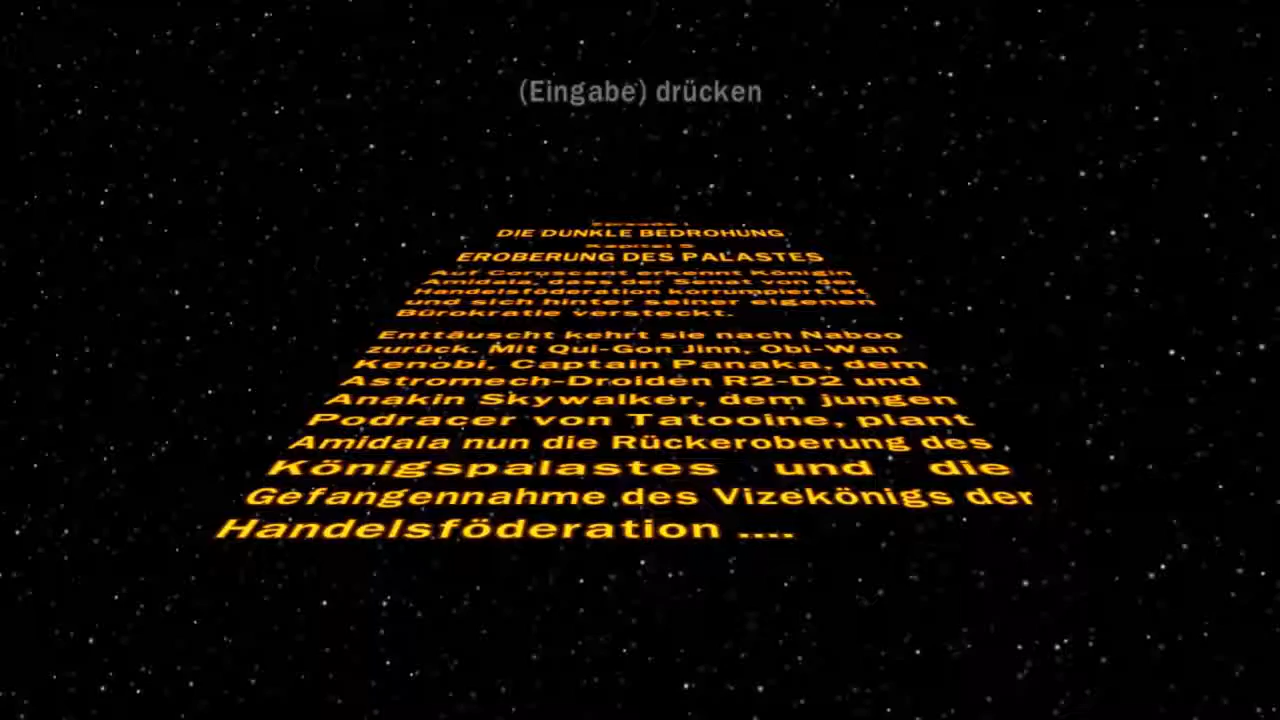 (Eingabe) drücken
Episode I
DIE DUNKLE BEDROHUNG
Kapitel 5
EROBERUNG DES PALASTES
Auf Coruscant erkennt Königin
Amidala, dass der Senat von der
Handelsföderation korrumpiert ist
und sich hinter seiner eigenen
Bürokratie versteckt.
Enttäuscht kehrt sie nach Naboo
zurück. Mit Qui-Gon Jinn, Obi-Wan
Kenobi, Captain Panaka, dem
Astromech-Droiden R2-D2 und
Anakin Skywalker, dem jungen
Podracer von Tatooine, plant
Amidala nun die Rückeroberung des
Königspalastes und die
Gefangennahme des Vizekönigs der
Handelsföderation ....